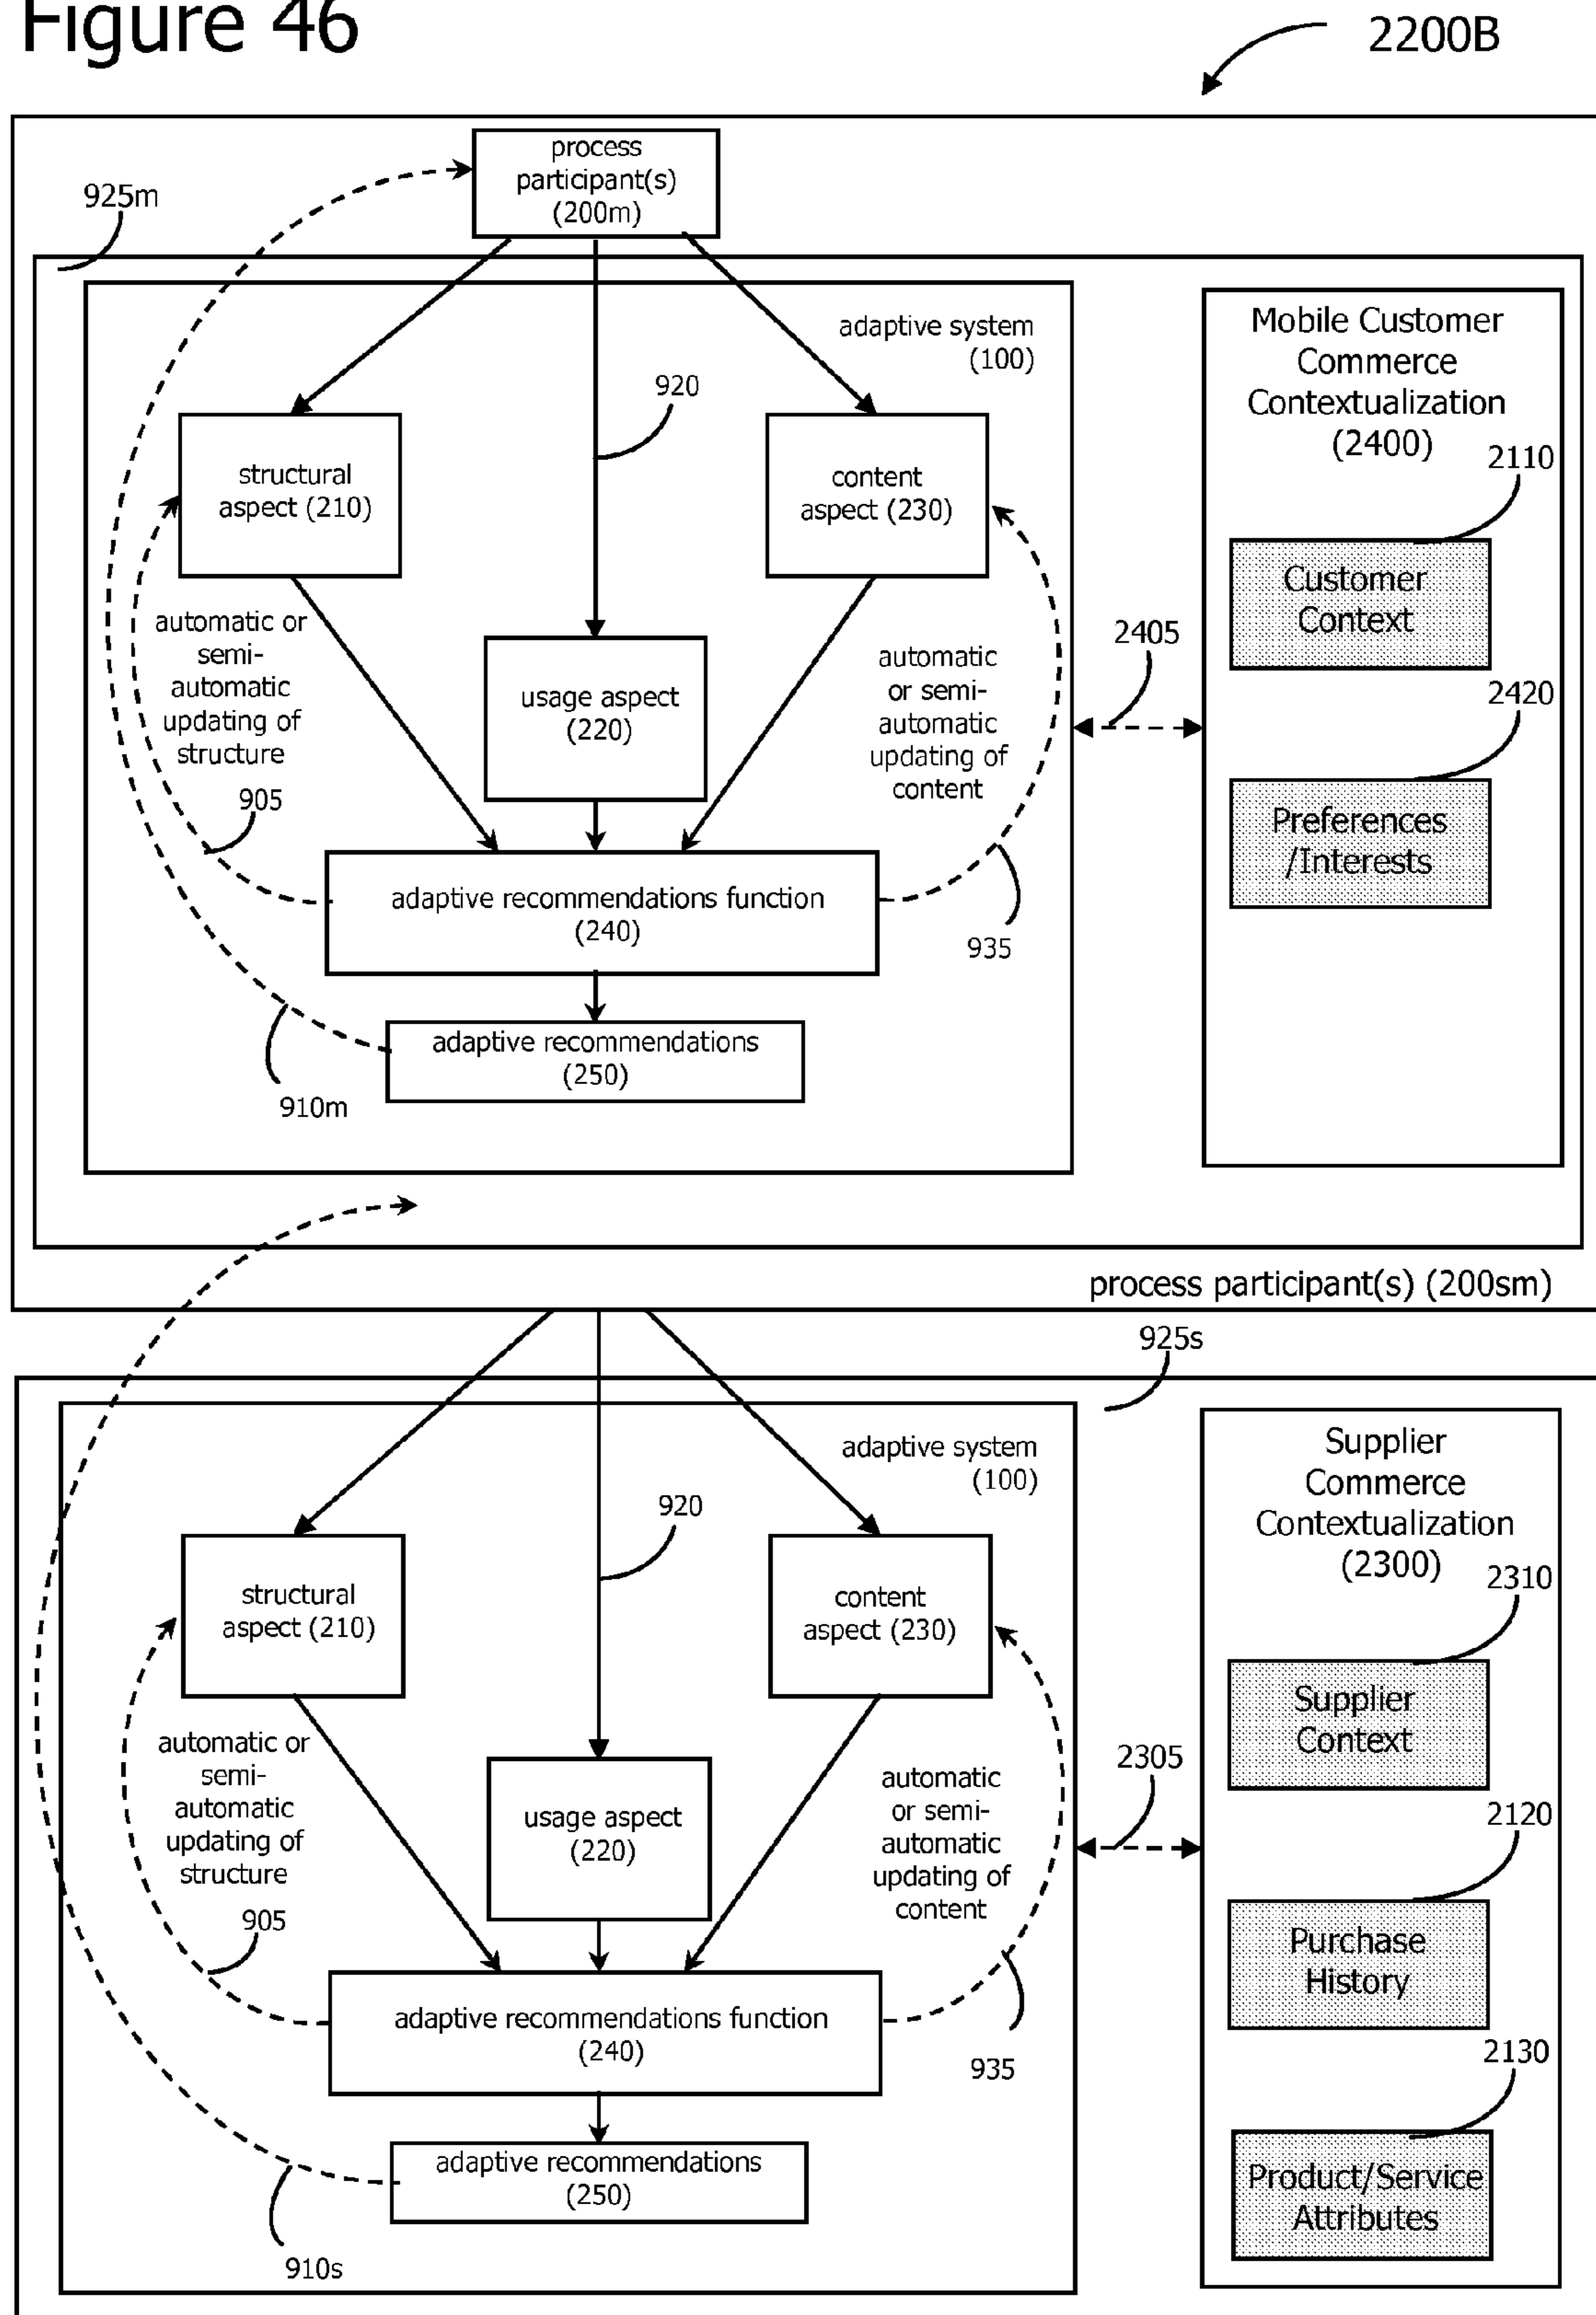 Figure 46
2200B
process
participant(s)
(200m)
925m
adaptive system
(100)
920
structural
aspect (210)
content
aspect (230)
automatic or
semi-
automatic
updating of
structure
905
usage aspect
(220)
automatic
or semi-
automatic
updating of
content
adaptive recommendations function
(240)
935
adaptive recommendations
(250)
910m
2405
Mobile Customer
Commerce
Contextualization
(2400)
2110
Customer
Context
2420
Preferences
/Interests
process participant(s) (200sm)
925s
adaptive system
(100)
920
structural
aspect (210)
content
aspect (230)
automatic or
semi-
automatic
updating of
structure
905
usage aspect
(220)
automatic
or semi-
automatic
updating of
content
adaptive recommendations function
(240)
935
adaptive recommendations
(250)
910s
2305
Supplier
Commerce
Contextualization
(2300)
2310
Supplier
Context
2120
Purchase
History
2130
Product/Service
Attributes